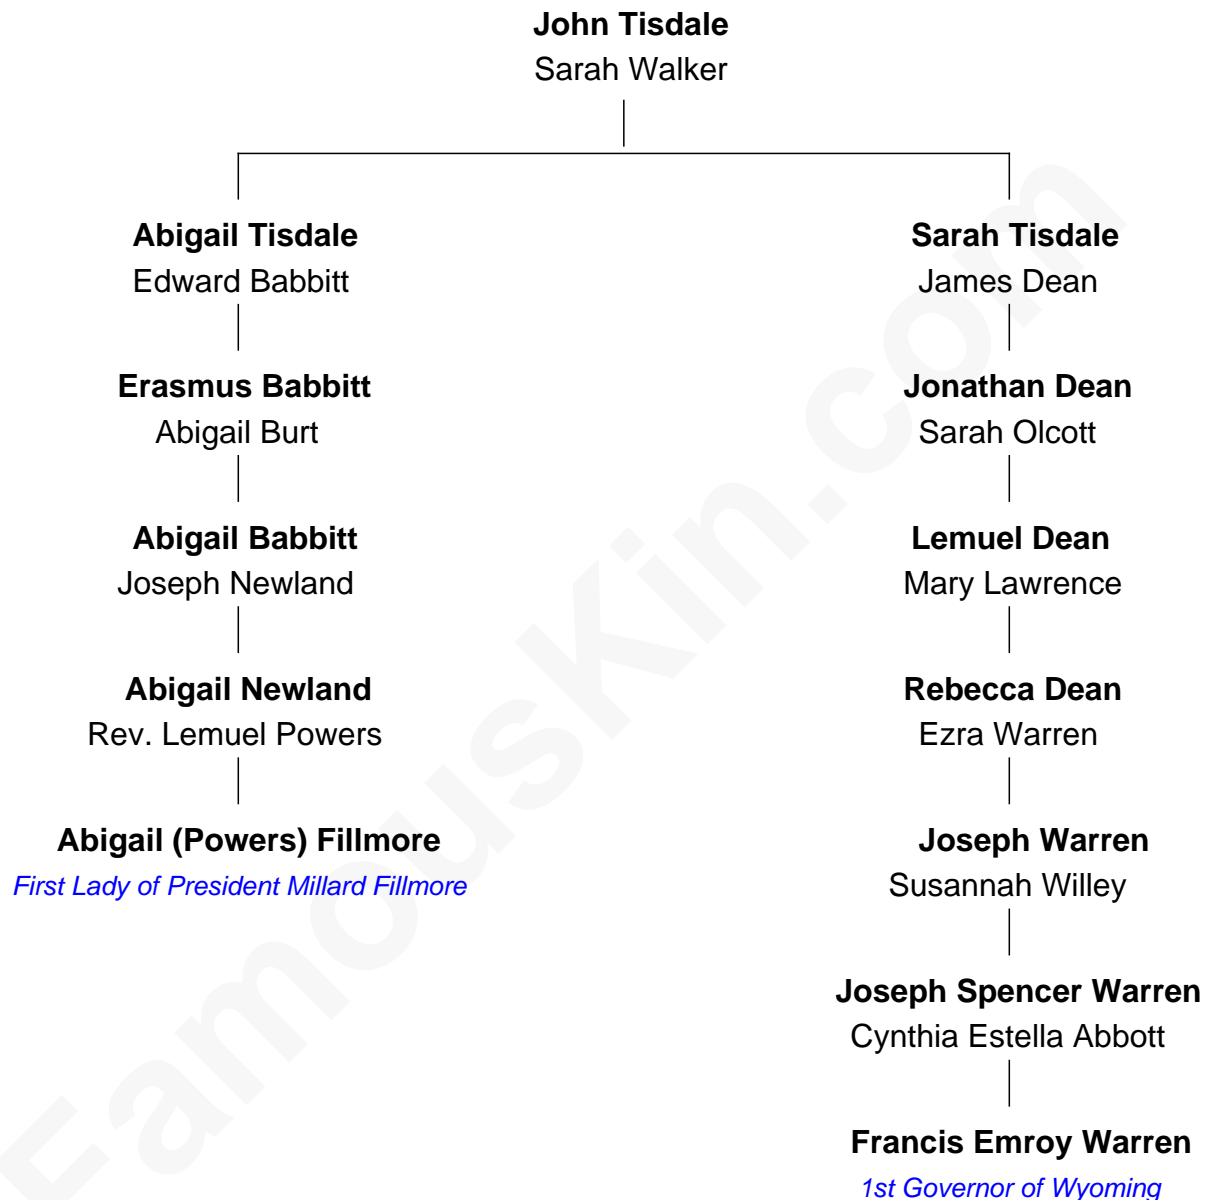 John Tisdale
Sarah Walker
Abigail Tisdale
Edward Babbitt
Erasmus Babbitt
Abigail Burt
Abigail Babbitt
Joseph Newland
Abigail Newland
Rev. Lemuel Powers
Abigail (Powers) Fillmore
First Lady of President Millard Fillmore
Sarah Tisdale
James Dean
Jonathan Dean
Sarah Olcott
Lemuel Dean
Mary Lawrence
Rebecca Dean
Ezra Warren
Joseph Warren
Susannah Willey
Joseph Spencer Warren
Cynthia Estella Abbott
Francis Emroy Warren
1st Governor of Wyoming
FamousKin.com